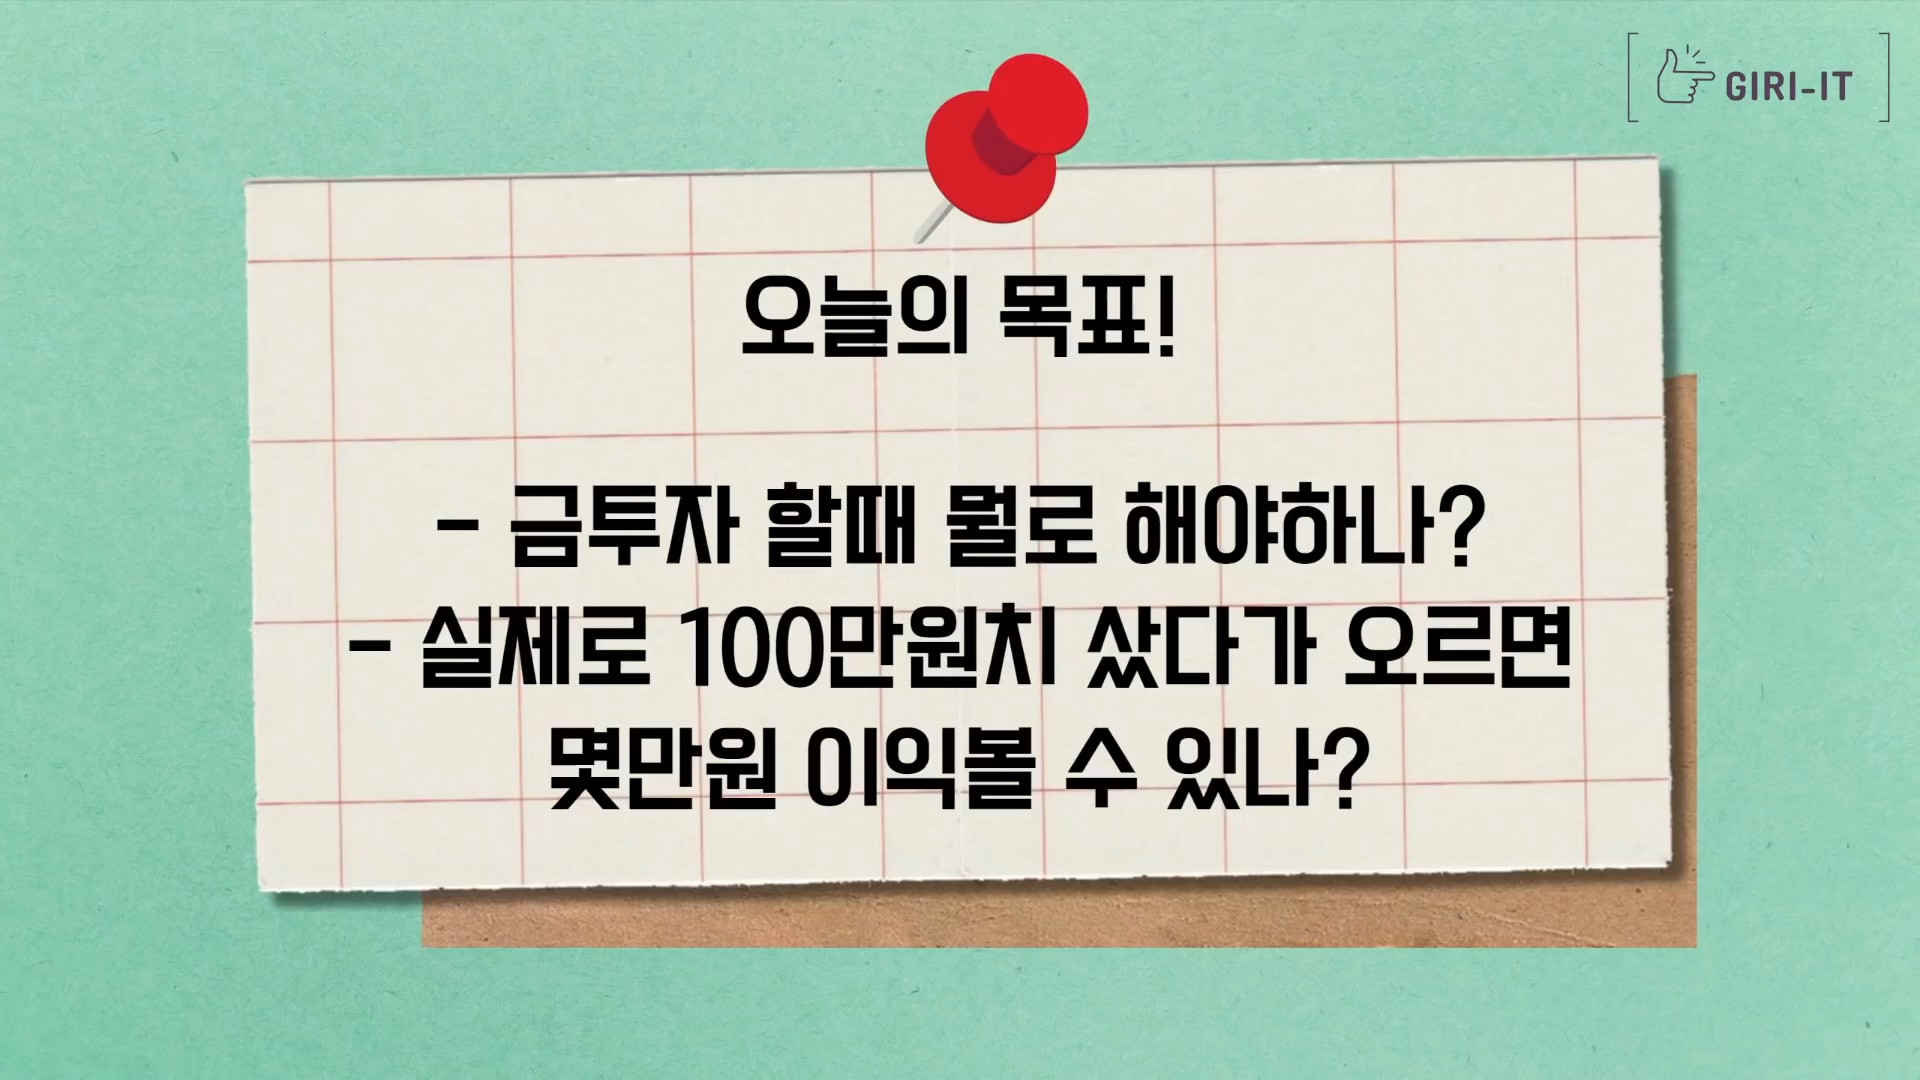 GIRI-IT
오늘의 목표!
- 금투자 할때 뭘로 해야하나?
- 실제로 100만원치 샀다가 오르면
몇만원 이익볼 수 있나?